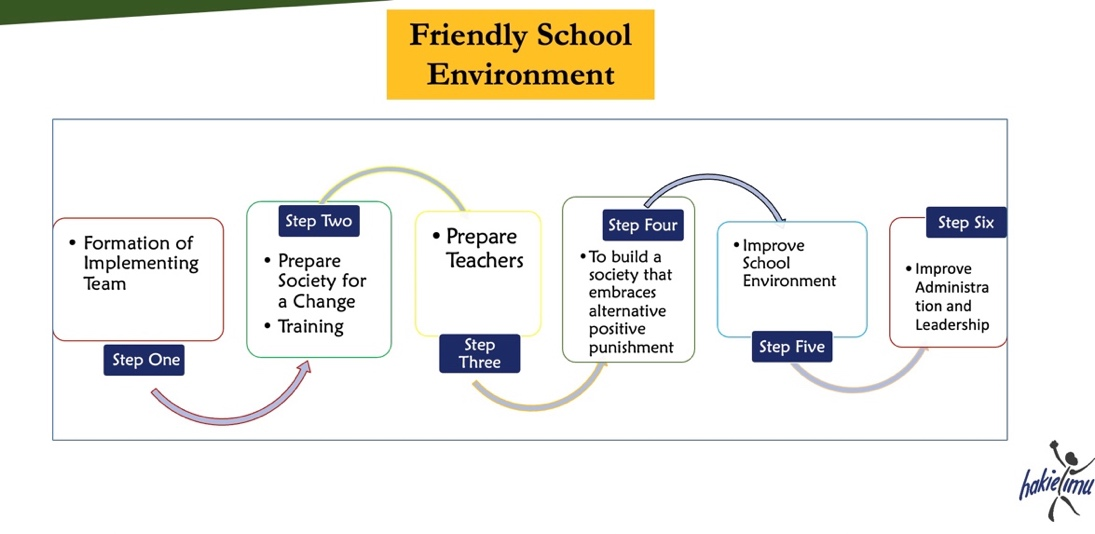 Friendly School
Environment
• Formation of
Implementing
Team
Step One
Step Two
• Prepare
Society for
a Change
• Training
• Prepare
Teachers
Step
Three
Step Four
• To build a
society that
embraces
alternative
positive
punishment
• Improve
School
Environment
Step Five
Step Six
• Improve
Administra
tion and
Leadership
hakielimu